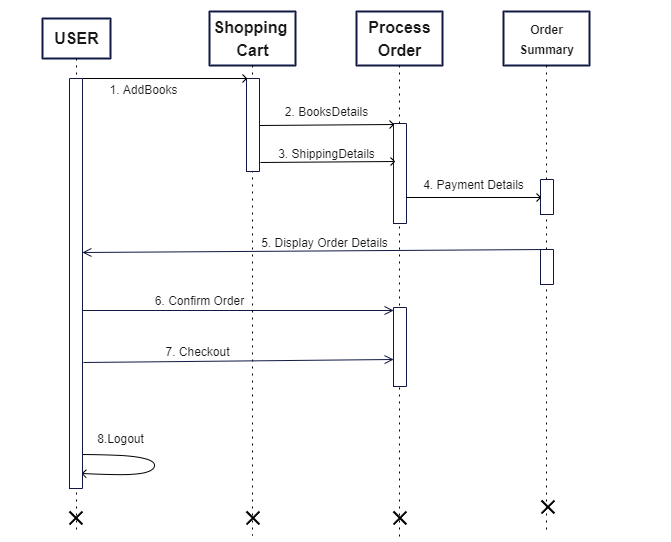 USER
Shopping
Cart
Process
Order
Order
Summary
1. AddBooks
2. BooksDetails
3. ShippingDetails
4. Payment Details
5. Display Order Details
6. Confirm Order
7. Checkout
8.Logout